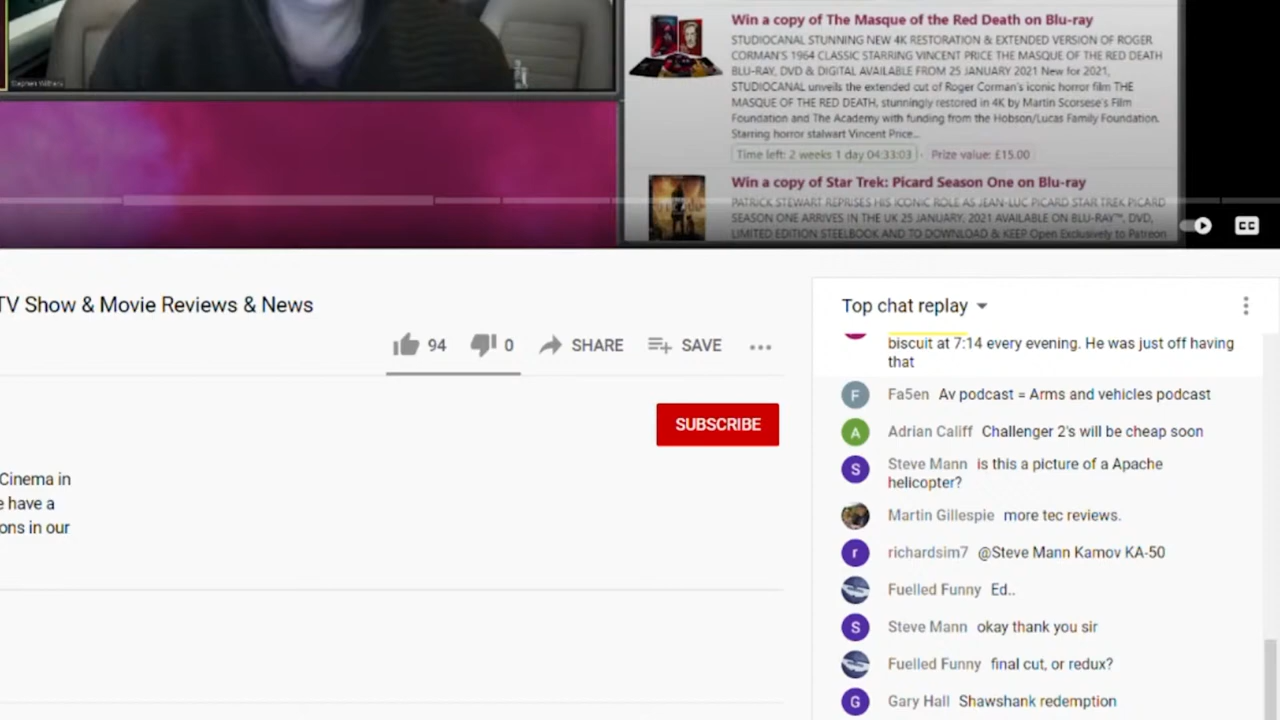 Stephen Withers
Win a copy of The Masque of the Red Death on Blu-ray
STUDIOCANAL STUNNING NEW 4K RESTORATION & EXTENDED VERSION OF ROGER
CORMAN'S 1964 CLASSIC STARRING VINCENT PRICE THE MASQUE OF THE RED DEATH
BLU-RAY, DVD & DIGITAL AVAILABLE FROM 25 JANUARY 2021 New for 2021,
STUDIOCANAL unveils the extended cut of Roger Corman's iconic horror film THE
MASQUE OF THE RED DEATH, stunningly restored in 4K by Martin Scorsese's Film
Foundation and The Academy with funding from the Hobson/Lucas Family Foundation.
Starring horror stalwart Vincent Price...
Time left: 2 weeks 1 day 04:33:03 · Prize value: £15.00
Win a copy of Star Trek: Picard Season One on Blu-ray
PATRICK STEWART REPRISES HIS ICONIC ROLE AS JEAN-LUC PICARD STAR TREK PICARD
SEASON ONE ARRIVES IN THE UK 25 JANUARY, 2021 AVAILABLE ON BLU-RAY™, DVD,
LIMITED EDITION STEELBOOK AND TO DOWNLOAD & KEEP Open Exclusively to Patreon
CC
TV Show & Movie Reviews & News
94 0 SHARE SAVE
SUBSCRIBE
Cinema in
e have a
ons in our
Top chat replay
biscuit at 7:14 every evening. He was just off having
that
F Fa5en Av podcast = Arms and vehicles podcast
A Adrian Califf Challenger 2's will be cheap soon
S Steve Mann is this a picture of a Apache
helicopter?
Martin Gillespie more tec reviews.
r richardsim7 @Steve Mann Kamov KA-50
Fuelled Funny Ed..
S Steve Mann okay thank you sir
Fuelled Funny final cut, or redux?
G Gary Hall Shawshank redemption